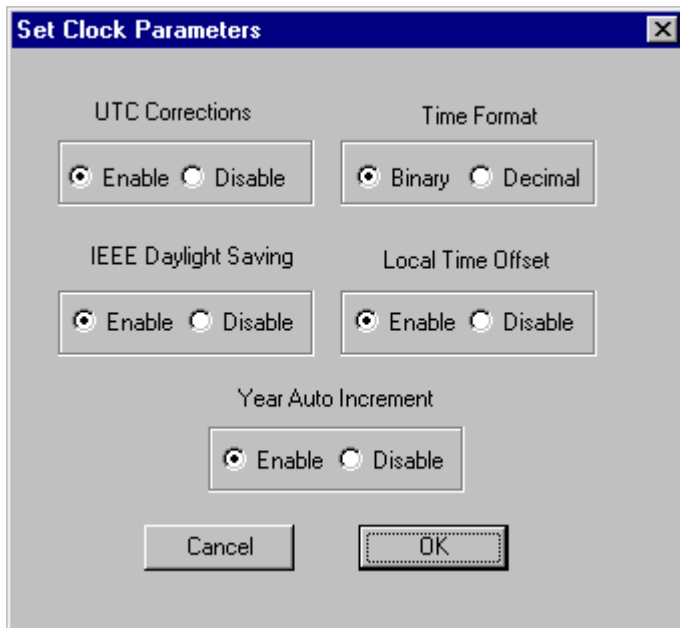 Set Clock Parameters
UTC Corrections
Time Format
Enable Disable
Binary Decimal
IEEE Daylight Saving
Local Time Offset
Enable Disable
Enable Disable
Year Auto Increment
Enable Disable
Cancel
OK